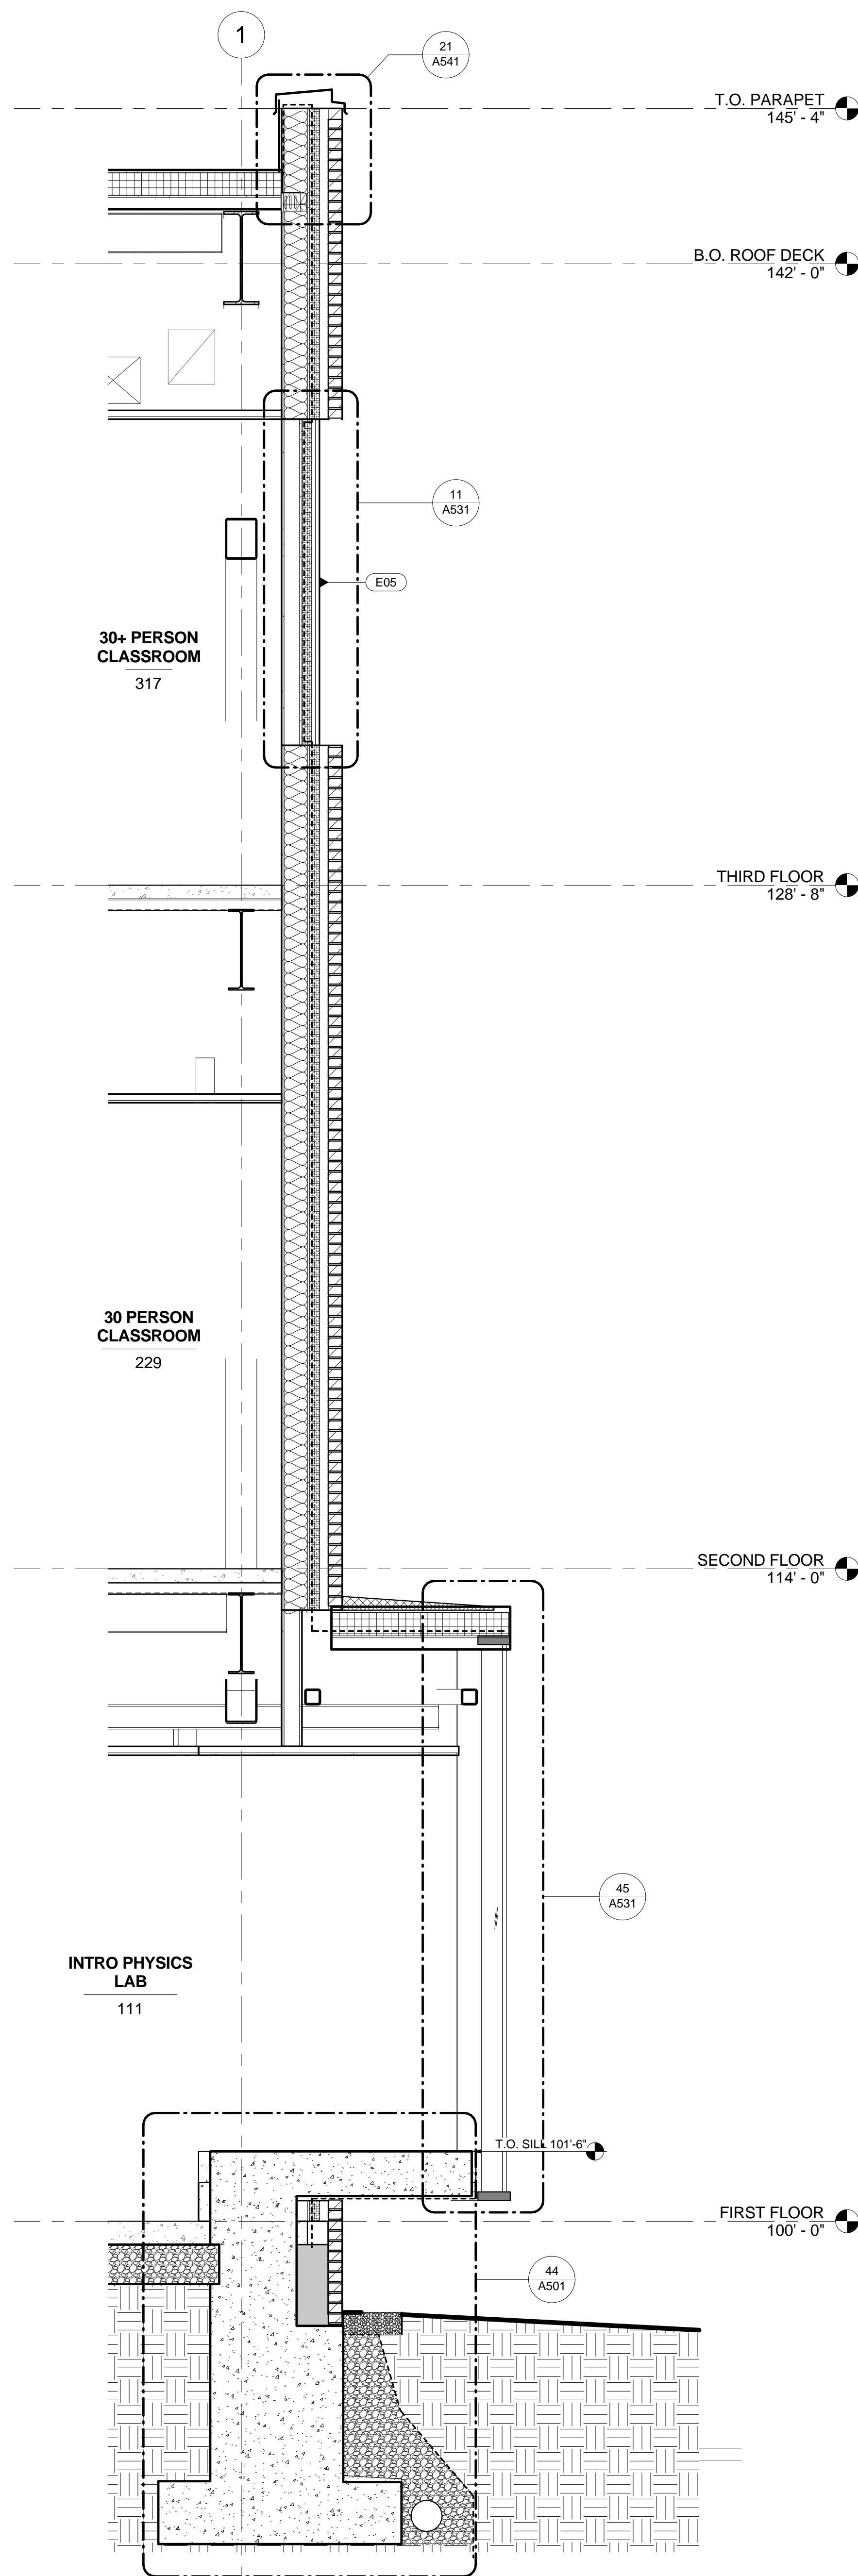 1
21
A541
T.O. PARAPET
145' - 4"
B.O. ROOF DECK
142' - 0"
11
A531
E05
30+ PERSON
CLASSROOM
317
THIRD FLOOR
128' - 8"
30 PERSON
CLASSROOM
229
SECOND FLOOR
114' - 0"
45
A531
INTRO PHYSICS
LAB
111
T.O. SILL 101'-6"
FIRST FLOOR
100' - 0"
44
A501